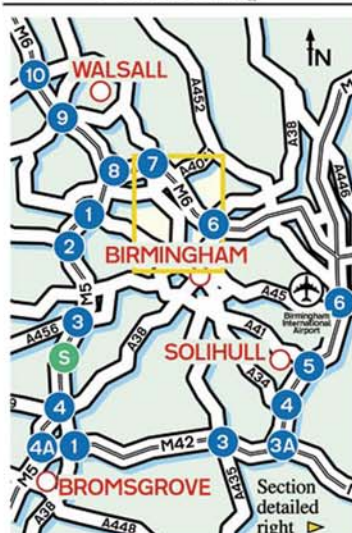 M6
N
10
WALSALL
A452
M
9
A38
8
7
A4040
A446
M6
1
6
2
BIRMINGHAM
M5
A45
6
Birmingham
International
Airport
3
A456
A38
A41
SOLIHULL
S
5
A34
4
4
9
4A
1
M42
3
3A
M5
BROMSGROVE
A435
A38
A448
Section
detailed
right